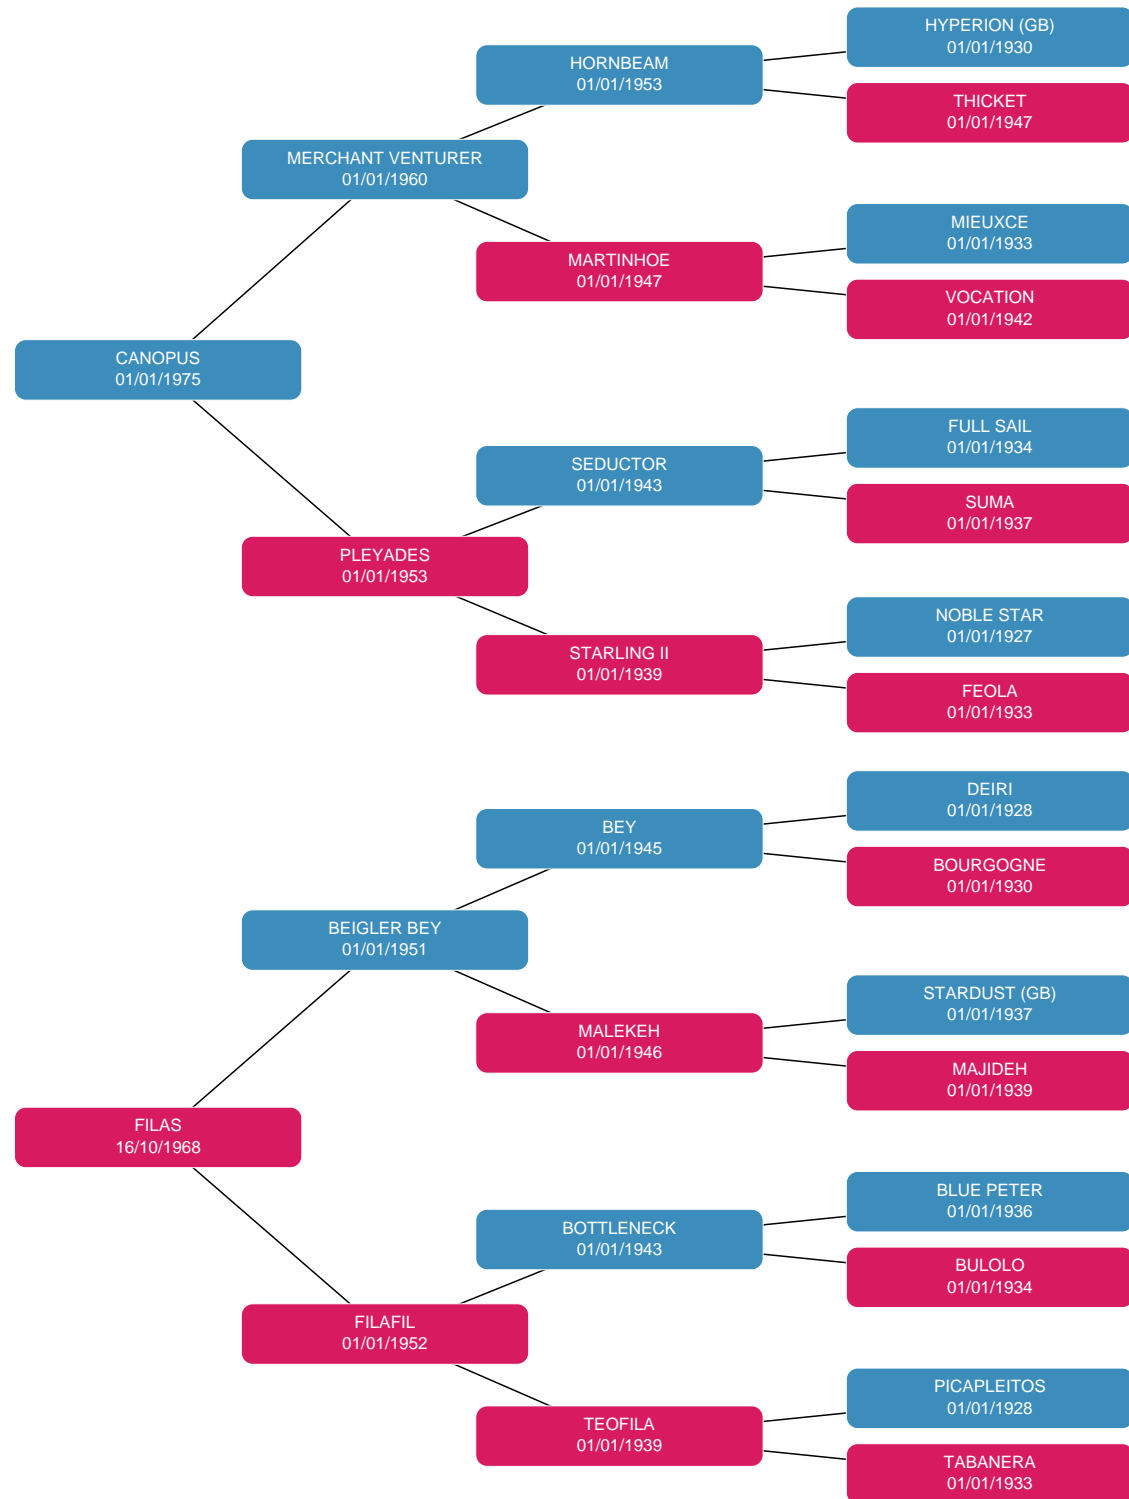 HYPERION (GB)
01/01/1930
HORNBEAM
01/01/1953
THICKET
01/01/1947
MERCHANT VENTURER
01/01/1960
MIEUXCE
01/01/1933
MARTINHOE
01/01/1947
VOCATION
01/01/1942
CANOPUS
01/01/1975
FULL SAIL
01/01/1934
SEDUCTOR
01/01/1943
SUMA
01/01/1937
PLEYADES
01/01/1953
NOBLE STAR
01/01/1927
STARLING II
01/01/1939
FEOLA
01/01/1933
DEIRI
01/01/1928
BEY
01/01/1945
BOURGOGNE
01/01/1930
BEIGLER BEY
01/01/1951
STARDUST (GB)
01/01/1937
MALEKEH
01/01/1946
MAJIDEH
01/01/1939
FILAS
16/10/1968
BLUE PETER
01/01/1936
BOTTLENECK
01/01/1943
BULOLO
01/01/1934
FILAFIL
01/01/1952
PICAPLEITOS
01/01/1928
TEOFILA
01/01/1939
TABANERA
01/01/1933